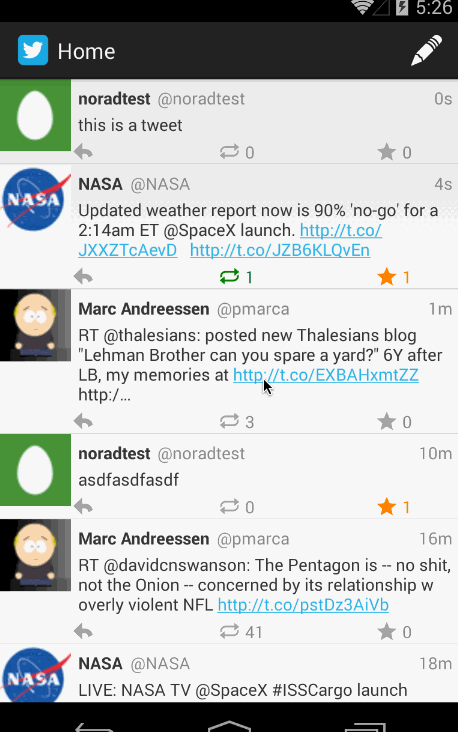 5:26
Home
noradtest @noradtest 0s
this is a tweet
0 0
NASA @NASA 4s
Updated weather report now is 90% 'no-go' for a
2:14am ET @SpaceX launch. http://t.co/
JXXZTcAevD http://t.co/JZB6KLQvEn
1 1
Marc Andreessen @pmarca 1m
RT @thalesians: posted new Thalesians blog
"Lehman Brother can you spare a yard?" 6Y after
LB, my memories at http://t.co/EXBAHxmtZZ
http:/…
3 0
noradtest @noradtest 10m
asdfasdfasdf
0 1
Marc Andreessen @pmarca 16m
RT @davidcnswanson: The Pentagon is -- no shit,
not the Onion -- concerned by its relationship w
overly violent NFL http://t.co/pstDz3AiVb
41 0
NASA @NASA 18m
LIVE: NASA TV @SpaceX #ISSCargo launch
NASA
NASA